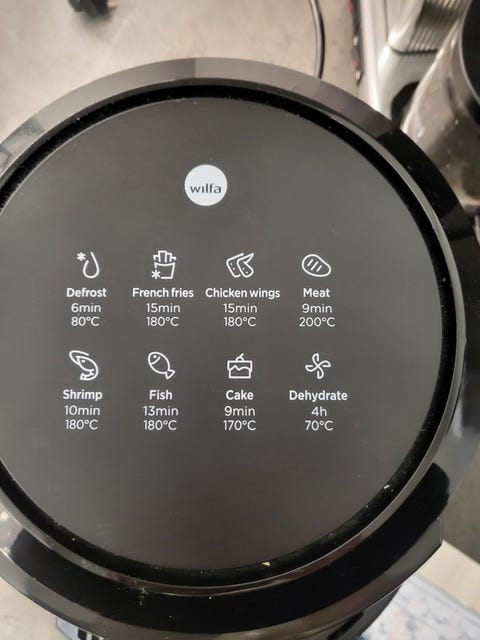 wilfa
Defrost French fries Chicken wings Meat
6min 15min 15min 9min
80°C 180°C 180°C 200°C
Shrimp Fish Cake Dehydrate
10min 13min 9min 4h
180°C 180°C 170°C 70°C